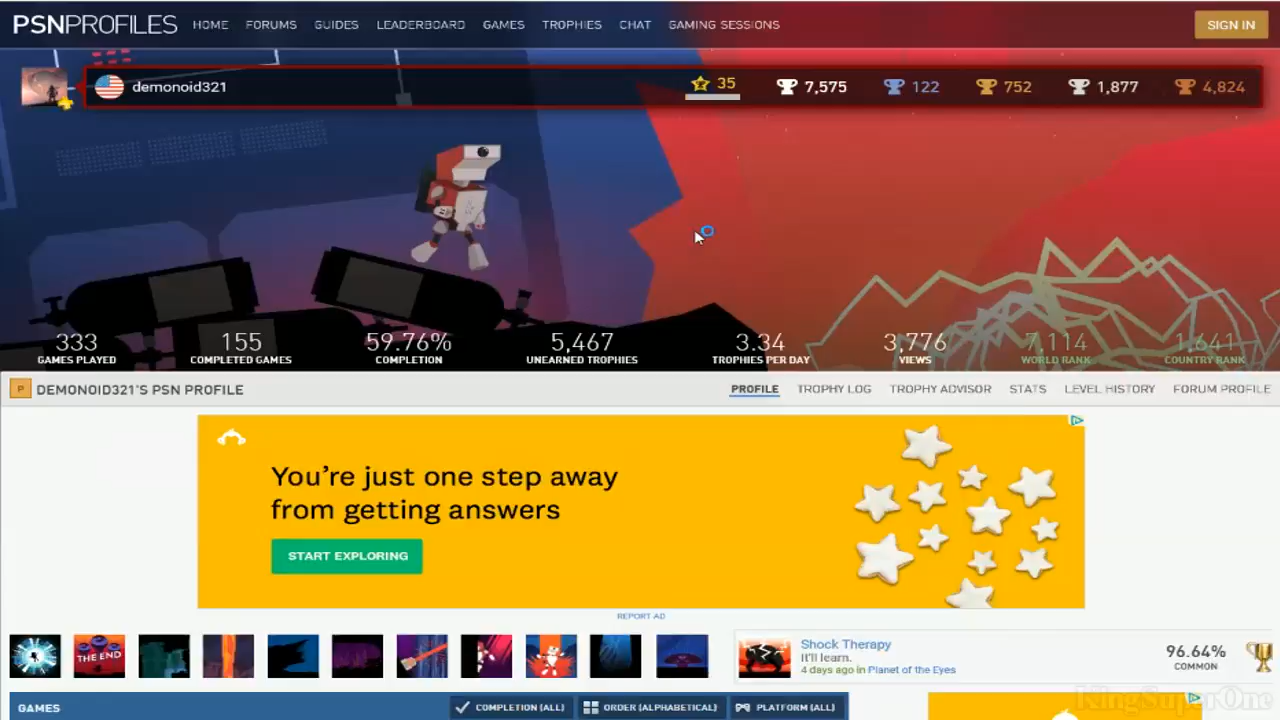 PSNPROFILES HOME FORUMS GUIDES LEADERBOARD GAMES TROPHIES CHAT GAMING SESSIONS SIGN IN
demonoid321 35 7,575 122 752 1,877 4,824
333 155 59.76% 5,467 3.34 3,776 7,114 1,641
GAMES PLAYED COMPLETED GAMES COMPLETION UNEARNED TROPHIES TROPHIES PER DAY VIEWS WORLD RANK COUNTRY RANK
P DEMONOID321'S PSN PROFILE PROFILE TROPHY LOG TROPHY ADVISOR STATS LEVEL HISTORY FORUM PROFILE
You're just one step away
from getting answers
START EXPLORING
REPORT AD
THE END
Shock Therapy
It'll learn.
4 days ago in Planet of the Eyes
96.64%
COMMON
GAMES COMPLETION (ALL) ORDER (ALPHABETICAL) PLATFORM (ALL)
KingSuperOne